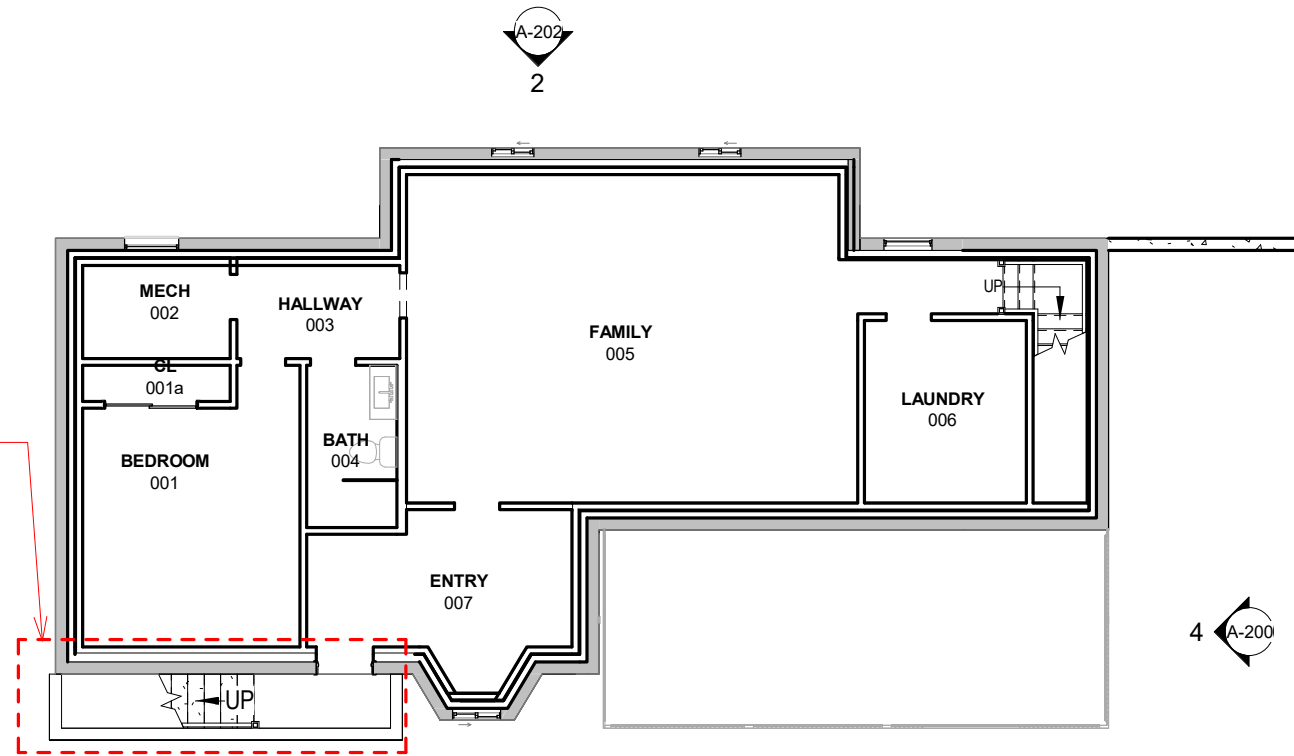 A-202
2
MECH
002
HALLWAY
003
UP
FAMILY
005
CL
001a
LAUNDRY
006
BATH
004
BEDROOM
001
ENTRY
007
4
A-200
UP